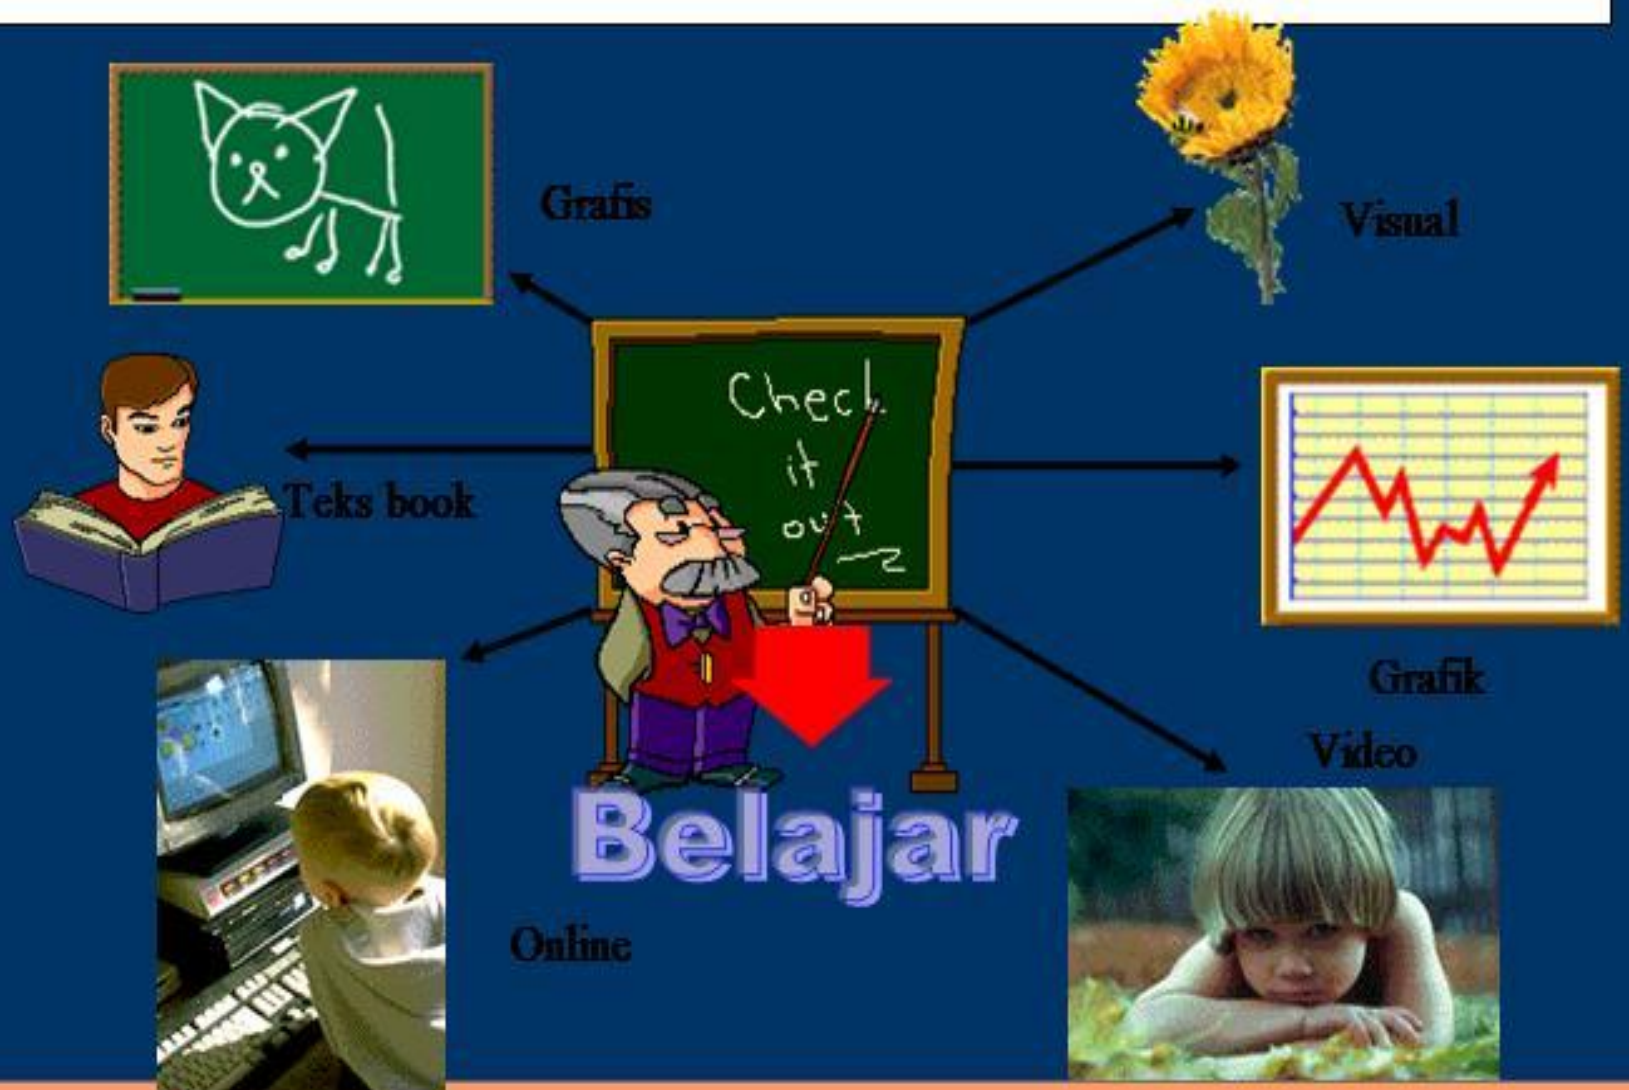 Grafis
Visual
Check
it
out
Teks book
Grafik
Video
Belajar
Online